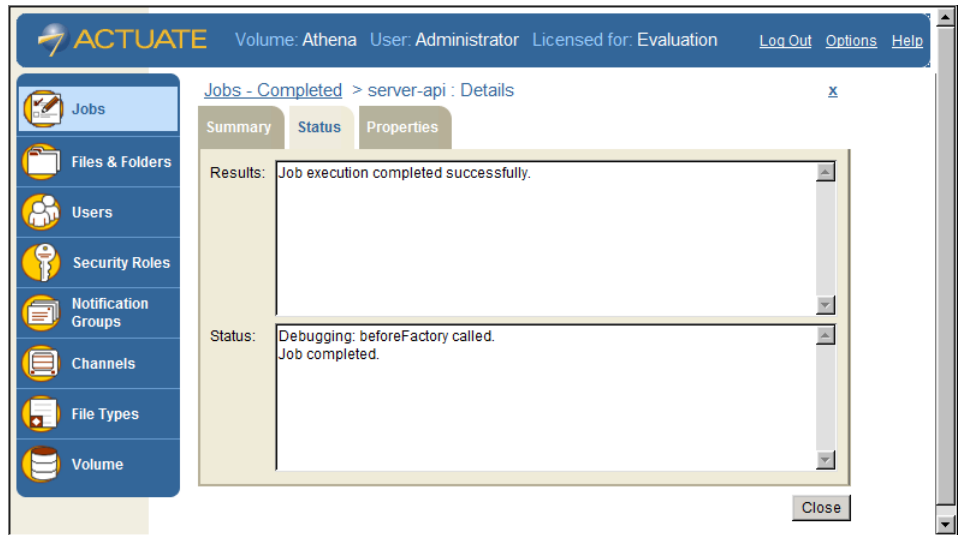 ACTUATE Volume: Athena User: Administrator Licensed for: Evaluation Log Out Options Help
Jobs - Completed > server-api : Details x
Summary Status Properties
Jobs
Files & Folders
Users
Security Roles
Notification
Groups
Channels
File Types
Volume
Results: Job execution completed successfully.
Status: Debugging: beforeFactory called.
Job completed.
Close